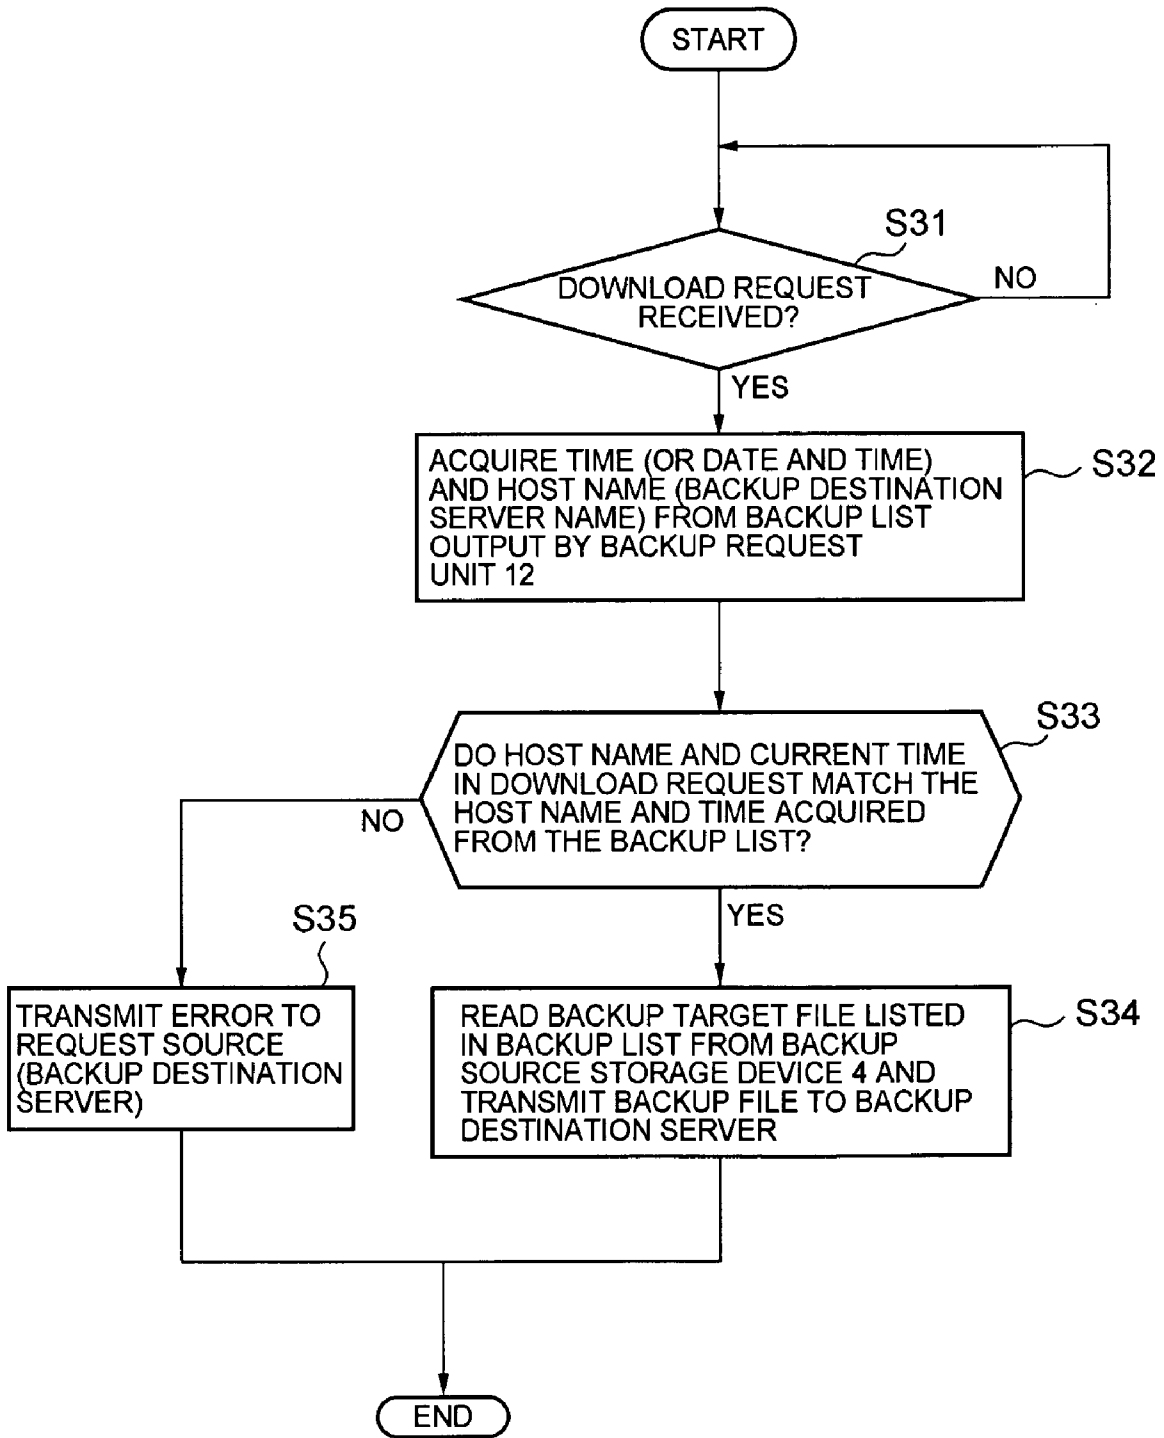 START
S31
DOWNLOAD REQUEST
RECEIVED?
NO
YES
S32
ACQUIRE TIME (OR DATE AND TIME)
AND HOST NAME (BACKUP DESTINATION
SERVER NAME) FROM BACKUP LIST
OUTPUT BY BACKUP REQUEST
UNIT 12
S33
DO HOST NAME AND CURRENT TIME
IN DOWNLOAD REQUEST MATCH THE
HOST NAME AND TIME ACQUIRED
FROM THE BACKUP LIST?
NO
YES
S35
TRANSMIT ERROR TO
REQUEST SOURCE
(BACKUP DESTINATION
SERVER)
S34
READ BACKUP TARGET FILE LISTED
IN BACKUP LIST FROM BACKUP
SOURCE STORAGE DEVICE 4 AND
TRANSMIT BACKUP FILE TO BACKUP
DESTINATION SERVER
END